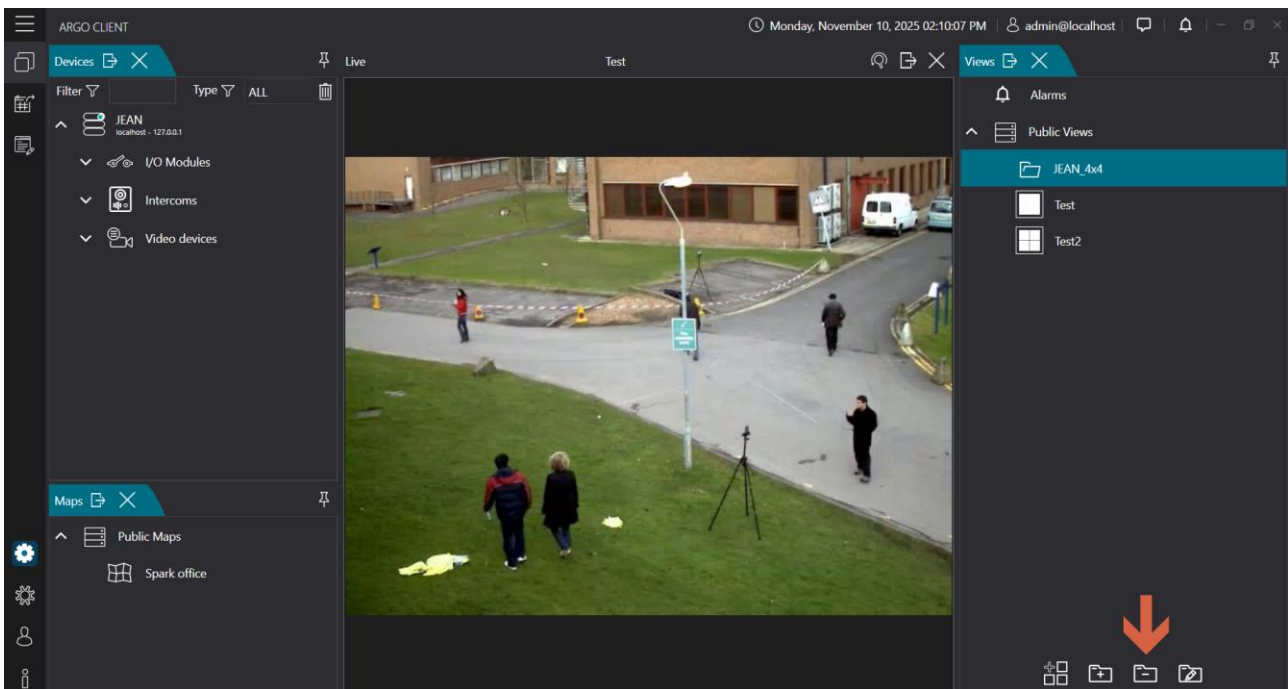 ARGO CLIENT
Monday, November 10, 2025 02:10:07 PM
admin@localhost
Devices
Live
Test
Views
Filter
Type
ALL
Alarms
JEAN
localhost - 127.0.0.1
Public Views
I/O Modules
JEAN_4x4
Intercoms
Test
Video devices
Test2
Maps
Public Maps
Spark office